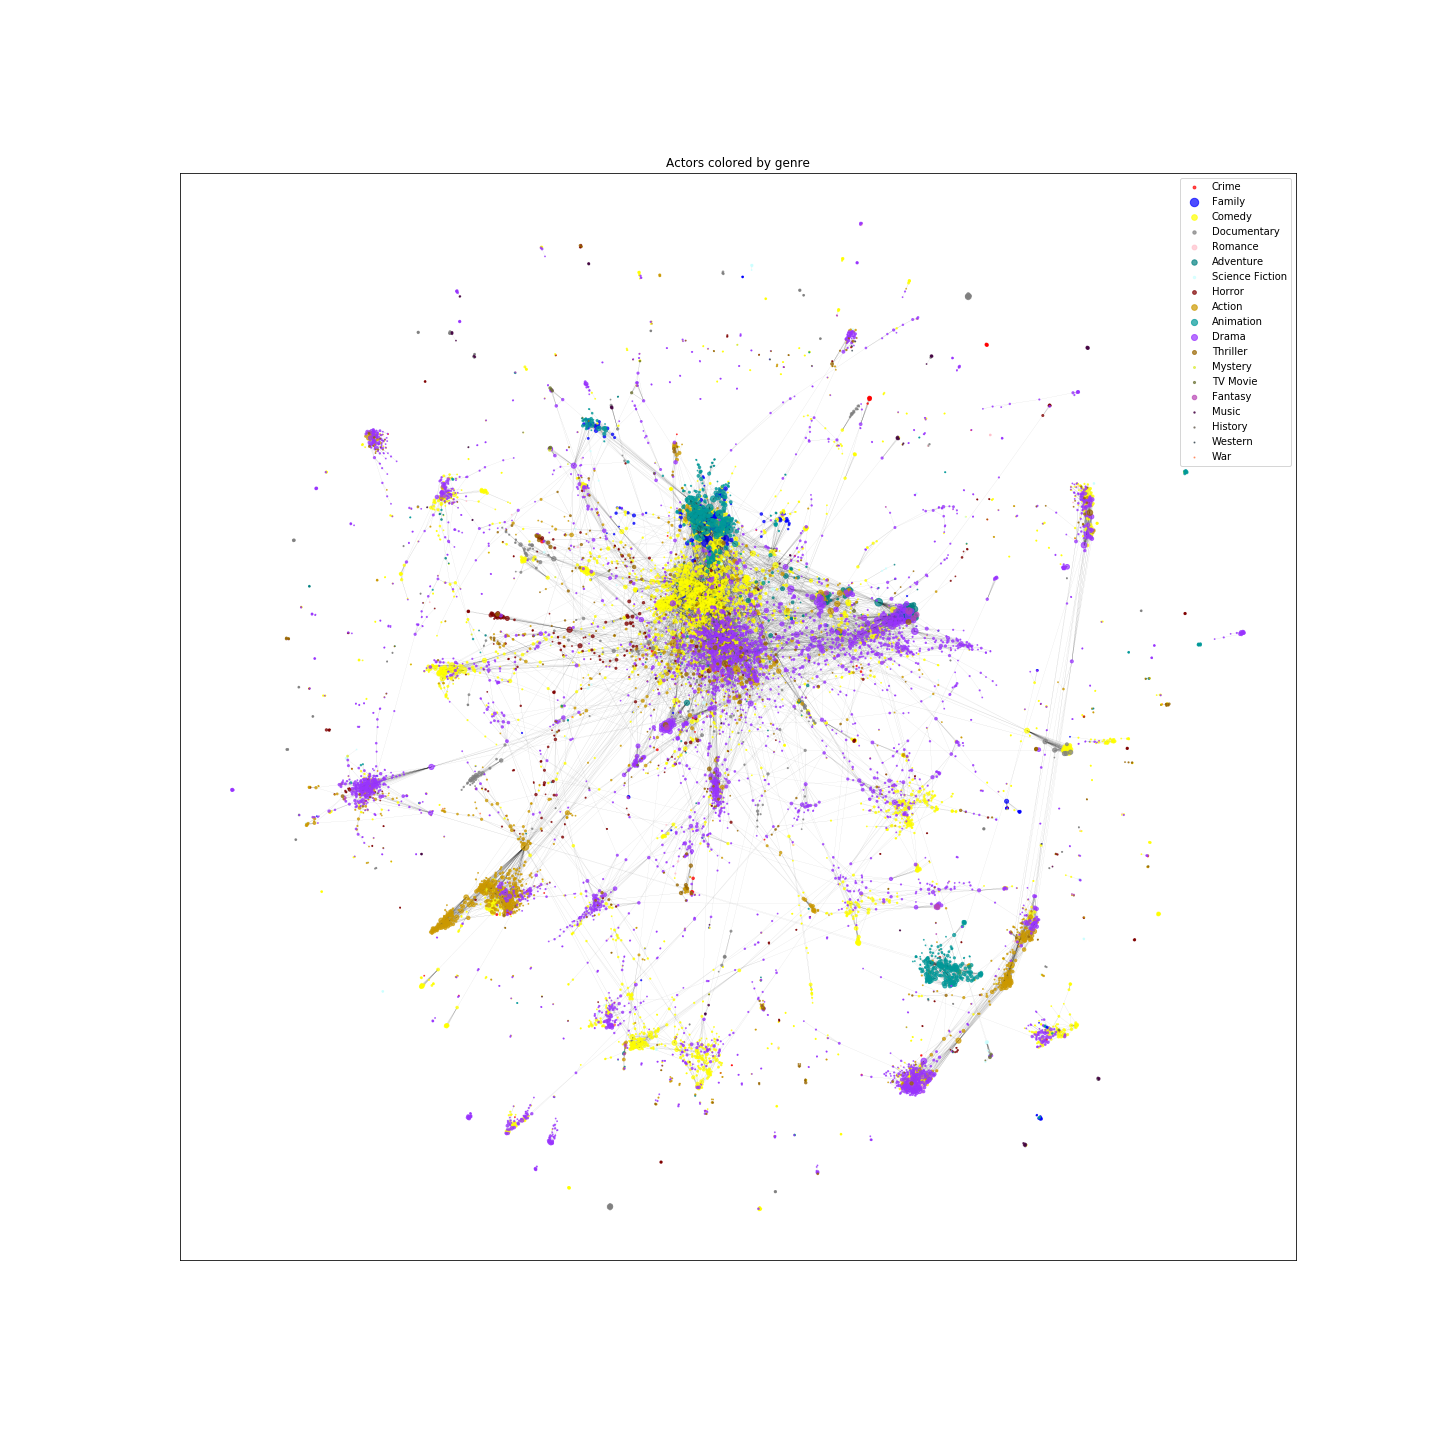 Actors colored by genre
Crime
Family
Comedy
Documentary
Romance
Adventure
Science Fiction
Horror
Action
Animation
Drama
Thriller
Mystery
TV Movie
Fantasy
Music
History
Western
War